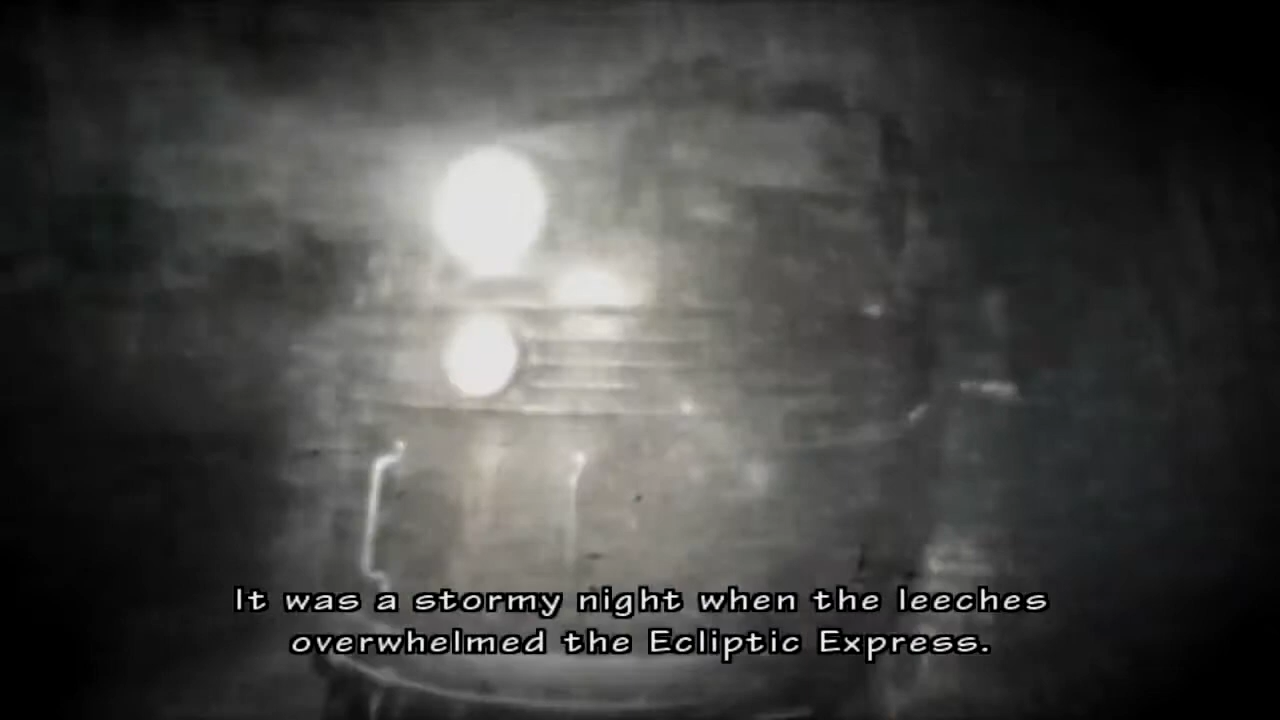 It was a stormy night when the leeches
overwhelmed the Ecliptic Express.